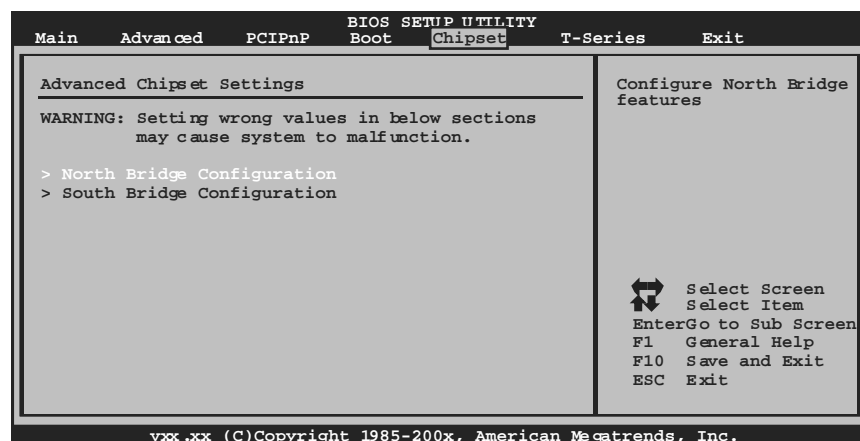 BIOS SETUP UTILITY
Main Advanced PCIPnP Boot Chipset T-Series Exit
Advanced Chipset Settings
WARNING: Setting wrong values in below sections
may cause system to malfunction.
> North Bridge Configuration
> South Bridge Configuration
Configure North Bridge
features
Select Screen
Select Item
EnterGo to Sub Screen
F1 General Help
F10 Save and Exit
ESC Exit
vxx.xx (C)Copyright 1985-200x, American Megatrends, Inc.